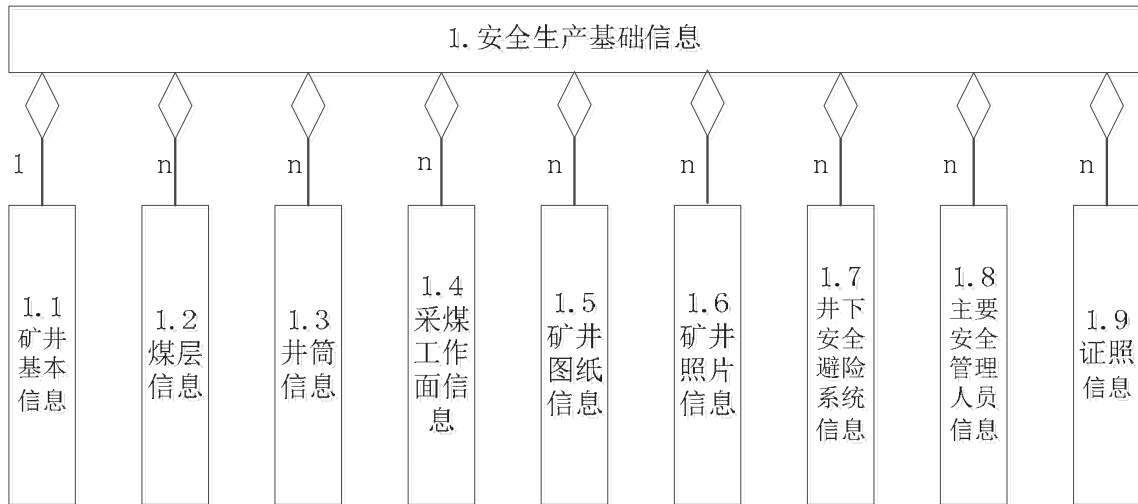 1.安全生产基础信息
1
n
n
n
n
n
n
n
n
1.1
矿井
基本
信息
1.2
煤层
信息
1.3
井筒
信息
1.4
采煤
工作
面信
息
1.5
矿井
图纸
信息
1.6
矿井
照片
信息
1.7
井下
安全
避险
系统
信息
1.8
主要
安全
管理
人员
信息
1.9
证照
信息